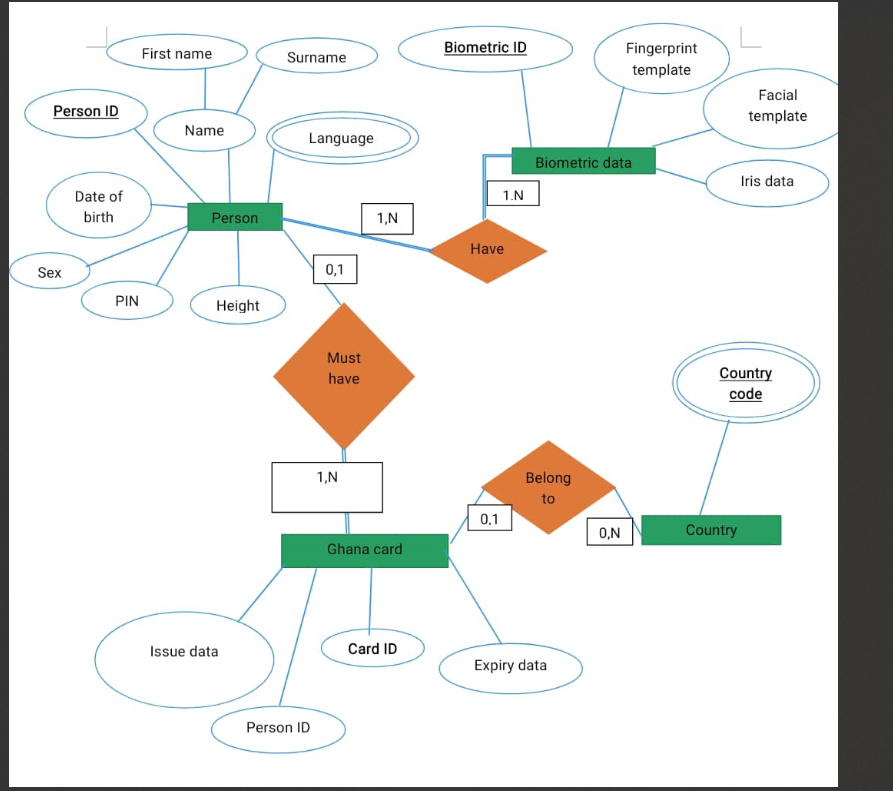 First name
Surname
Biometric ID
Fingerprint
template
Person ID
Name
Language
Facial
template
Biometric data
Iris data
Date of
birth
Person
1,N
1.N
Have
Sex
PIN
Height
0,1
Must
have
Country
code
1,N
Belong
to
0,1
0,N
Country
Ghana card
Issue data
Card ID
Expiry data
Person ID